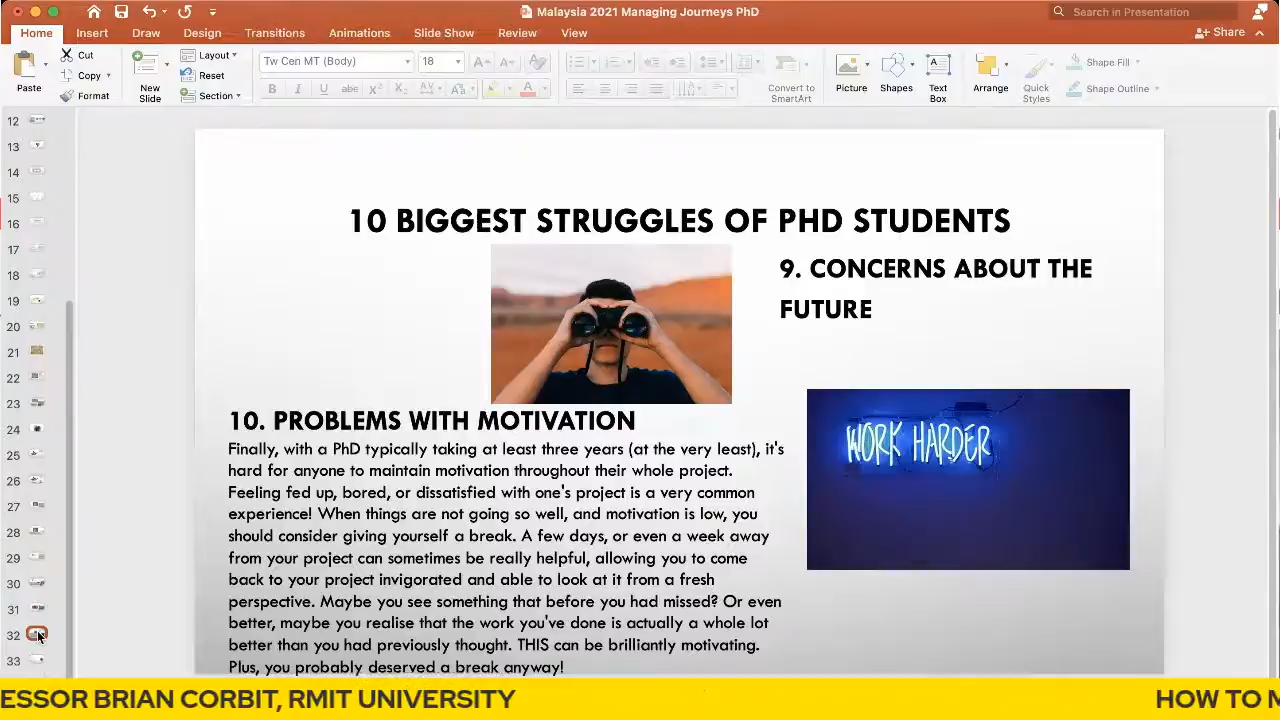 Malaysia 2021 Managing Journeys PhD
Search in Presentation
Home Insert Draw Design Transitions Animations Slide Show Review View
Share
Paste
Cut
Copy
Format
New Slide
Layout
Reset
Section
Tw Cen MT (Body)
18
Convert to SmartArt
Picture
Shapes
Text Box
Arrange
Quick Styles
Shape Fill
Shape Outline
12
13
14
15
16
17
18
19
20
21
22
23
24
25
26
27
28
29
30
31
32
33
10 BIGGEST STRUGGLES OF PHD STUDENTS
9. CONCERNS ABOUT THE
FUTURE
WORK HARDER
10. PROBLEMS WITH MOTIVATION
Finally, with a PhD typically taking at least three years (at the very least), it's
hard for anyone to maintain motivation throughout their whole project.
Feeling fed up, bored, or dissatisfied with one's project is a very common
experience! When things are not going so well, and motivation is low, you
should consider giving yourself a break. A few days, or even a week away
from your project can sometimes be really helpful, allowing you to come
back to your project invigorated and able to look at it from a fresh
perspective. Maybe you see something that before you had missed? Or even
better, maybe you realise that the work you've done is actually a whole lot
better than you had previously thought. THIS can be brilliantly motivating.
Plus, you probably deserved a break anyway!
ESSOR BRIAN CORBIT, RMIT UNIVERSITY
HOW TO M